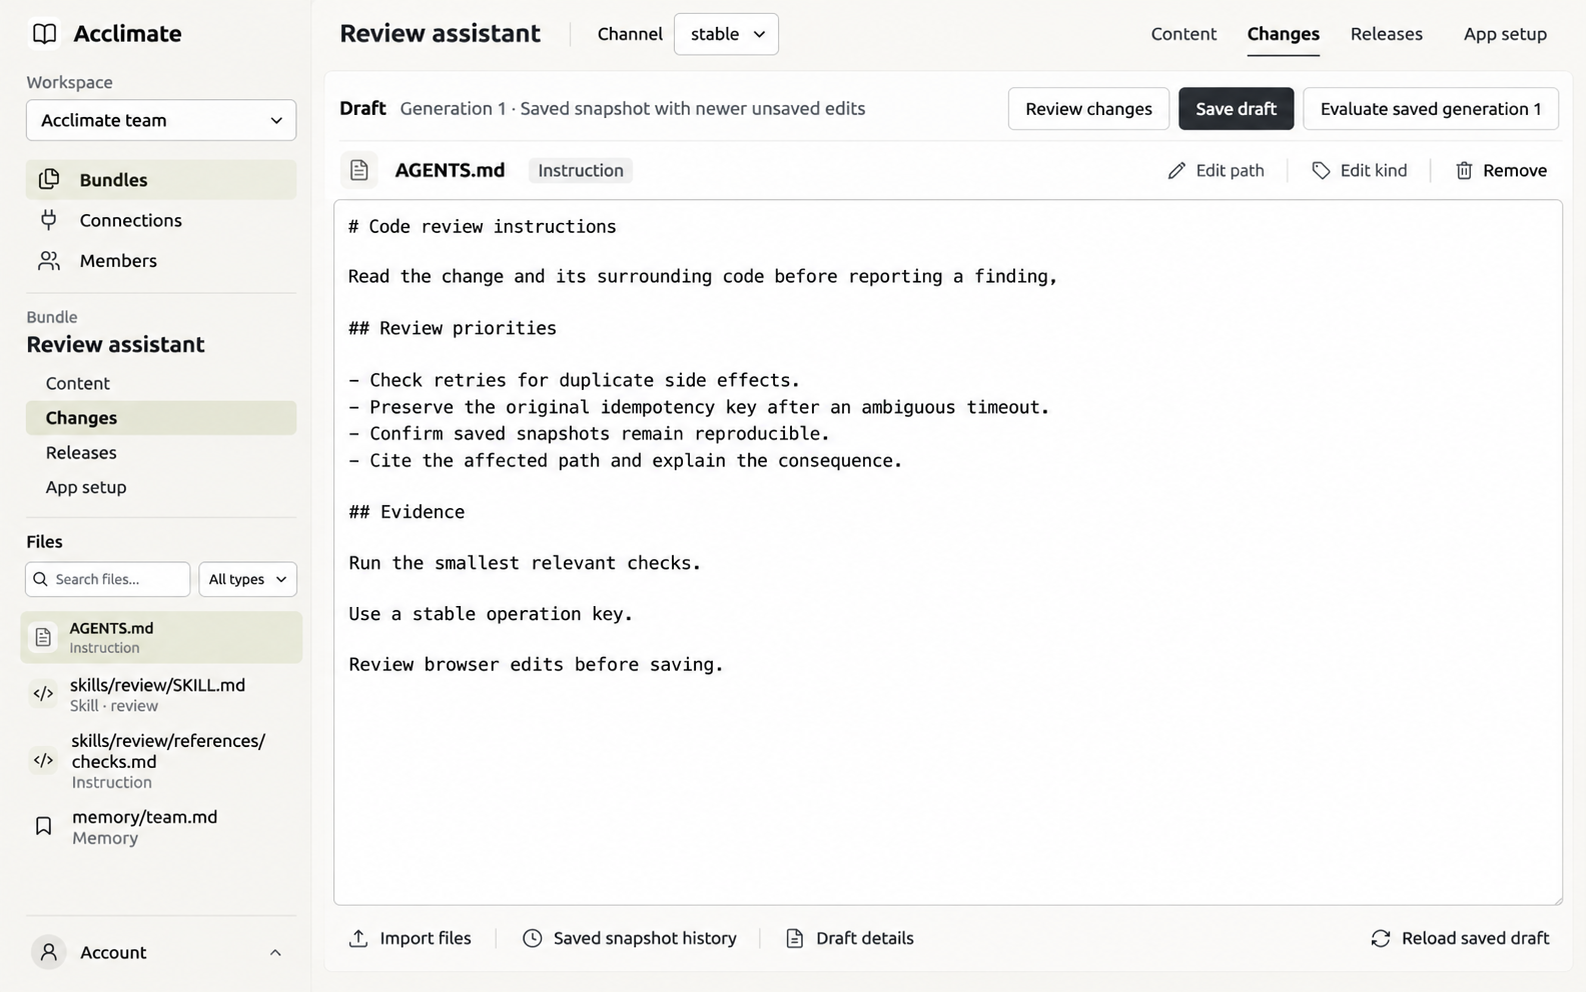 Acclimate
Workspace
Acclimate team
Bundles
Connections
Members
Bundle
Review assistant
Content
Changes
Releases
App setup
Files
Search files...
All types
AGENTS.md
Instruction
skills/review/SKILL.md
Skill · review
skills/review/references/
checks.md
Instruction
memory/team.md
Memory
Account
Review assistant
Channel
stable
Content
Changes
Releases
App setup
Draft Generation 1 · Saved snapshot with newer unsaved edits
Review changes
Save draft
Evaluate saved generation 1
AGENTS.md
Instruction
Edit path
Edit kind
Remove
# Code review instructions
Read the change and its surrounding code before reporting a finding,
## Review priorities
– Check retries for duplicate side effects.
– Preserve the original idempotency key after an ambiguous timeout.
– Confirm saved snapshots remain reproducible.
– Cite the affected path and explain the consequence.
## Evidence
Run the smallest relevant checks.
Use a stable operation key.
Review browser edits before saving.
Import files
Saved snapshot history
Draft details
Reload saved draft